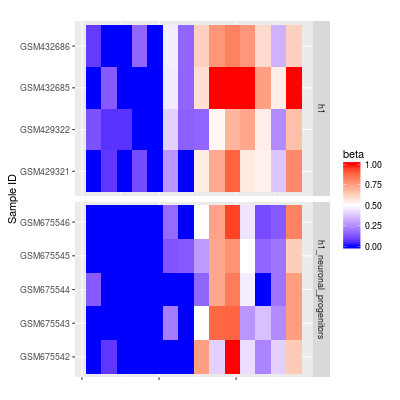 Sample ID
GSM432686
GSM432685
GSM429322
GSM429321
h1
GSM675546
GSM675545
GSM675544
GSM675543
GSM675542
h1_neuronal_progenitors
beta
1.00
0.75
0.50
0.25
0.00